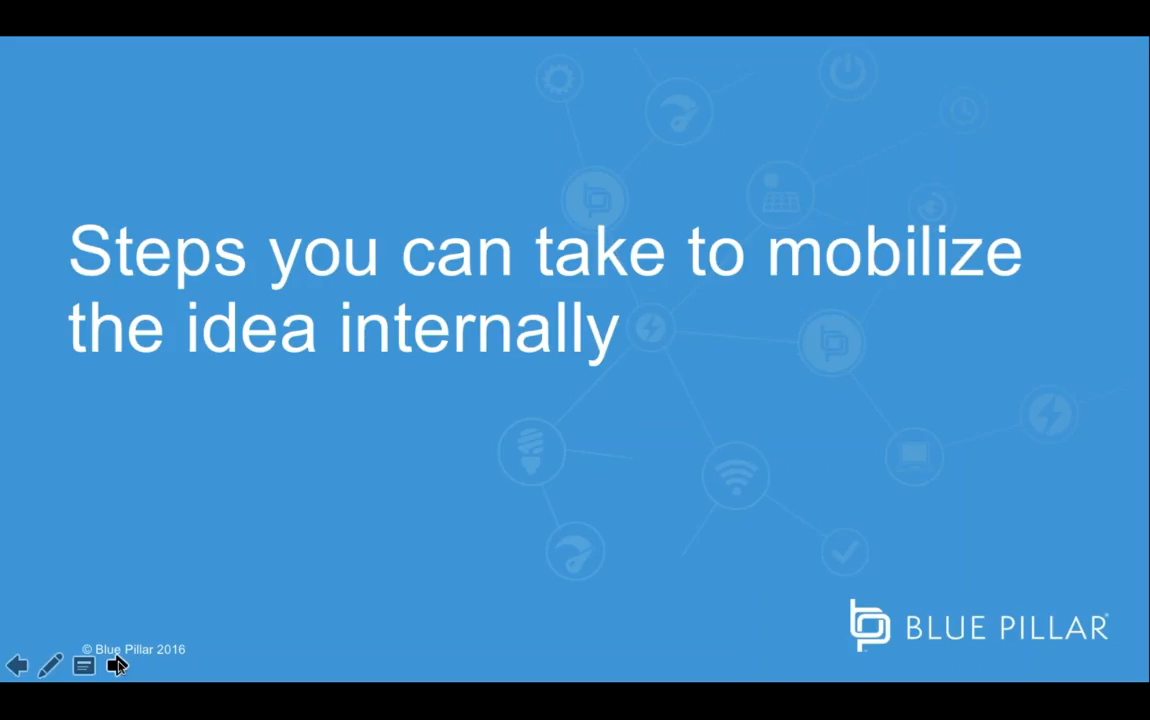 Steps you can take to mobilize
the idea internally
BLUE PILLAR®
© Blue Pillar 2016